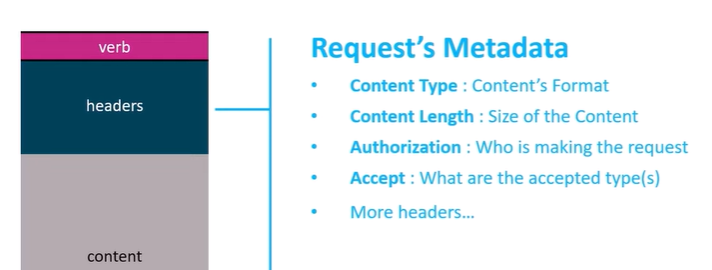 verb
headers
content
Request's Metadata
• Content Type : Content's Format
• Content Length : Size of the Content
• Authorization : Who is making the request
• Accept : What are the accepted type(s)
• More headers...